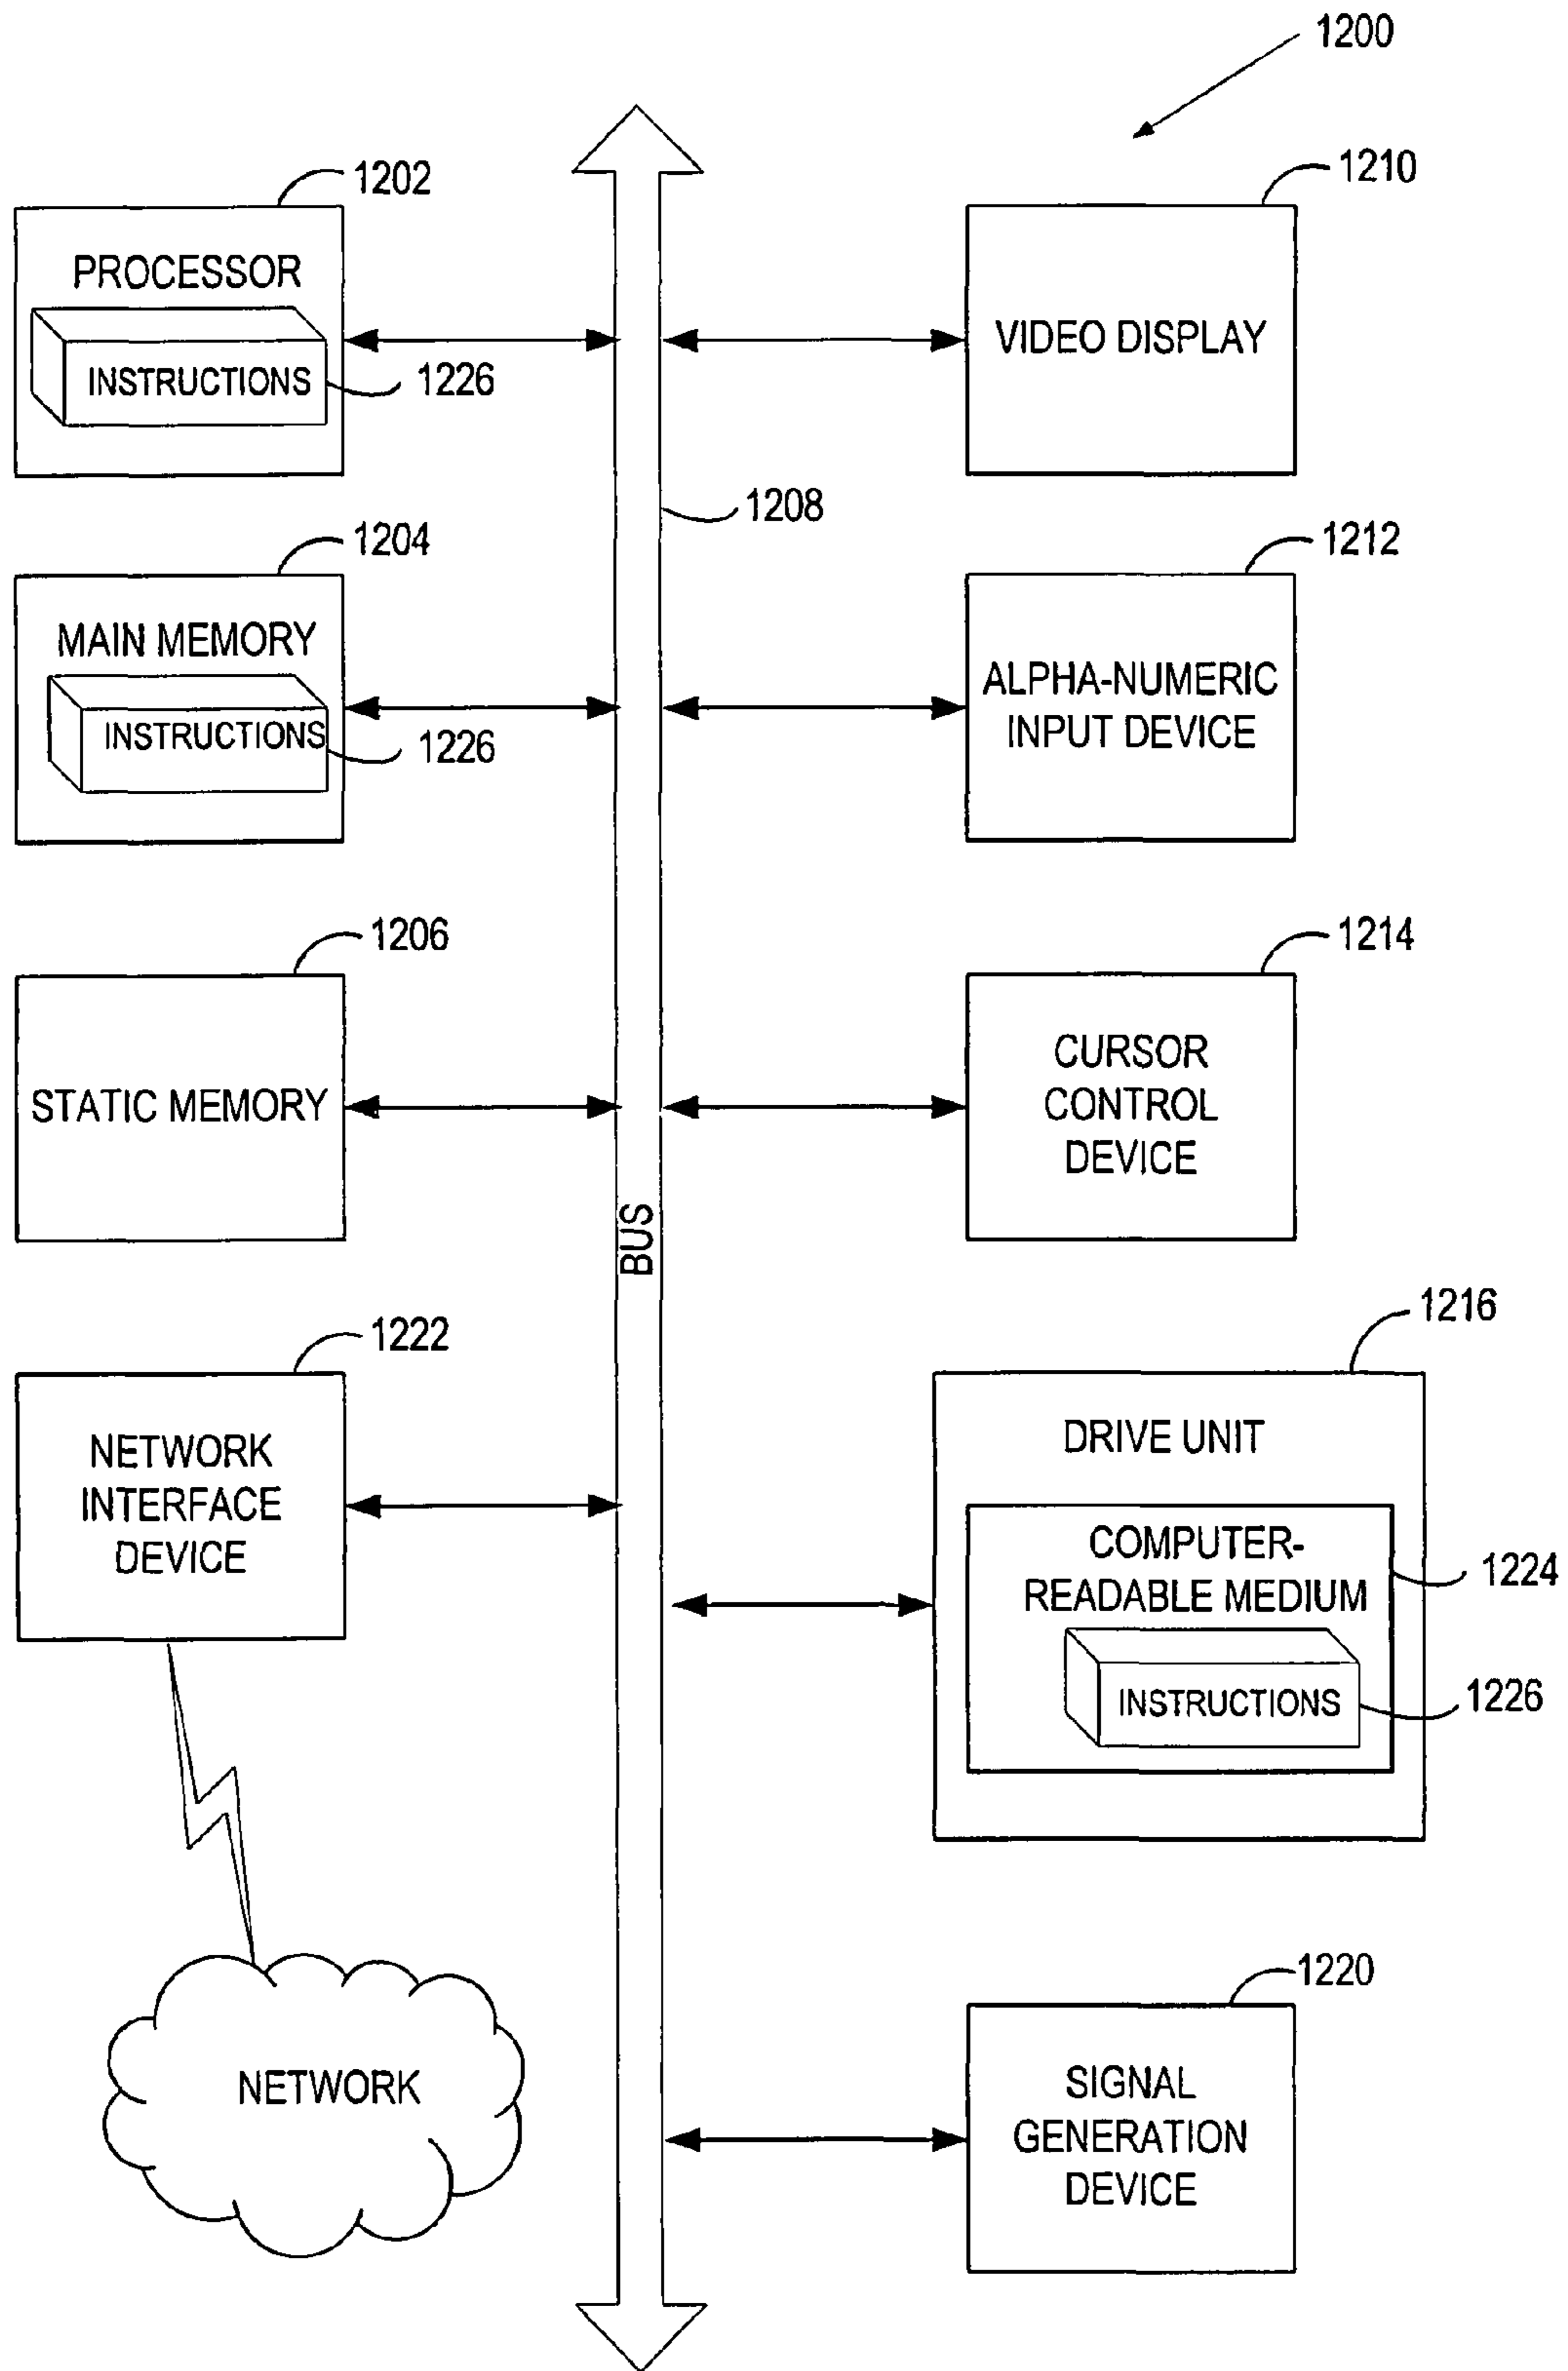 1200
1202
PROCESSOR
INSTRUCTIONS
1226
1204
MAIN MEMORY
INSTRUCTIONS
1226
1206
STATIC MEMORY
1222
NETWORK
INTERFACE
DEVICE
NETWORK
1208
BUS
1210
VIDEO DISPLAY
1212
ALPHA-NUMERIC
INPUT DEVICE
1214
CURSOR
CONTROL
DEVICE
1216
DRIVE UNIT
COMPUTER-
READABLE MEDIUM
1224
INSTRUCTIONS
1226
1220
SIGNAL
GENERATION
DEVICE